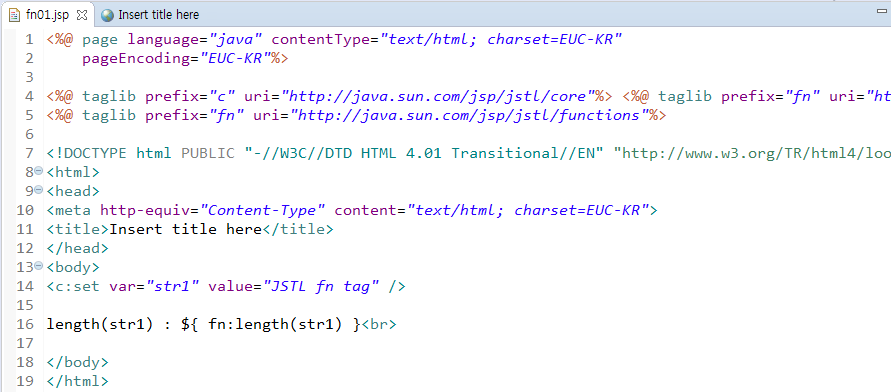 fn01.jsp Insert title here
1 <%@ page language="java" contentType="text/html; charset=EUC-KR"
2     pageEncoding="EUC-KR"%>
3
4 <%@ taglib prefix="c" uri="http://java.sun.com/jsp/jstl/core"%> <%@ taglib prefix="fn" uri="ht
5 <%@ taglib prefix="fn" uri="http://java.sun.com/jsp/jstl/functions"%>
6
7 <!DOCTYPE html PUBLIC "-//W3C//DTD HTML 4.01 Transitional//EN" "http://www.w3.org/TR/html4/loo
8 <html>
9 <head>
10 <meta http-equiv="Content-Type" content="text/html; charset=EUC-KR">
11 <title>Insert title here</title>
12 </head>
13 <body>
14 <c:set var="str1" value="JSTL fn tag" />
15
16 length(str1) : ${ fn:length(str1) }<br>
17
18 </body>
19 </html>